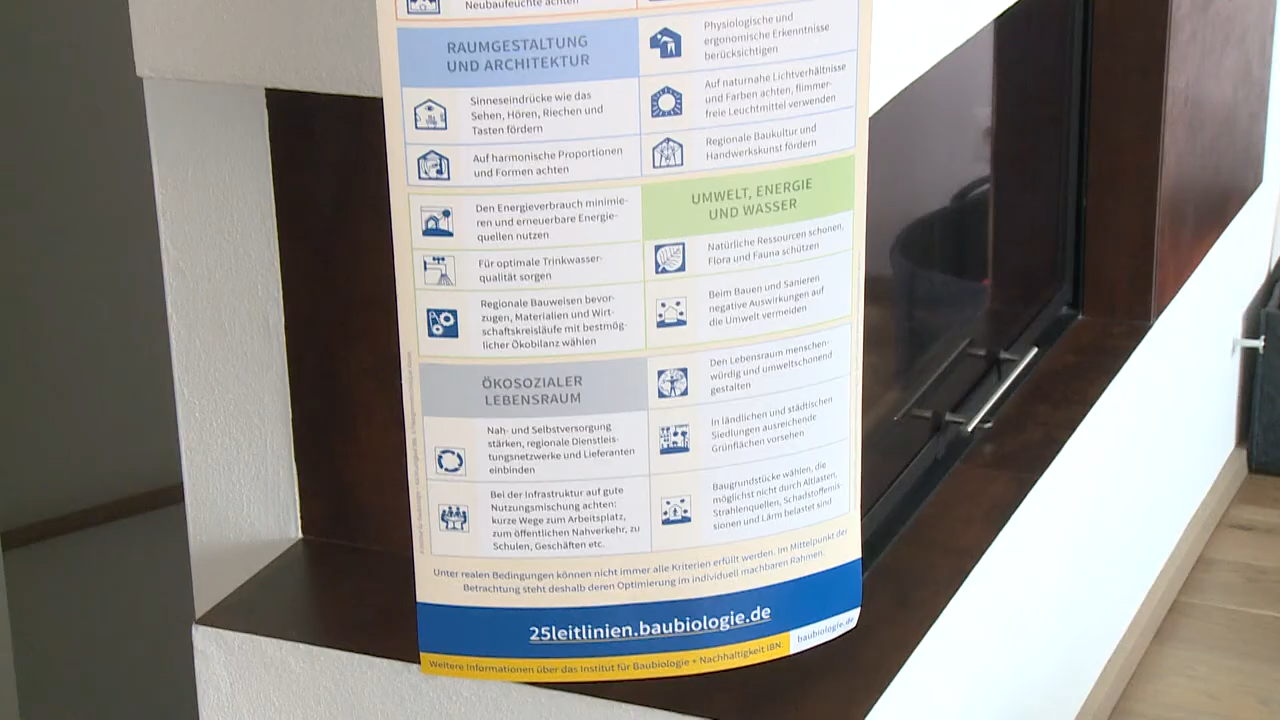 Neubaufeuchte achten
RAUMGESTALTUNG
UND ARCHITEKTUR
Sinneseindrücke wie das
Sehen, Hören, Riechen und
Tasten fördern
Auf harmonische Proportionen
und Formen achten
Physiologische und
ergonomische Erkenntnisse
berücksichtigen
Auf naturnahe Lichtverhältnisse
und Farben achten, flimmer-
freie Leuchtmittel verwenden
Regionale Baukultur und
Handwerkskunst fördern
Den Energieverbrauch minimie-
ren und erneuerbare Energie-
quellen nutzen
Für optimale Trinkwasser-
qualität sorgen
Regionale Bauweisen bevor-
zugen, Materialien und Wirt-
schaftskreisläufe mit bestmög-
licher Ökobilanz wählen
UMWELT, ENERGIE
UND WASSER
Natürliche Ressourcen schonen,
Flora und Fauna schützen
Beim Bauen und Sanieren
negative Auswirkungen auf
die Umwelt vermeiden
ÖKOSOZIALER
LEBENSRAUM
Nah- und Selbstversorgung
stärken, regionale Dienstleis-
tungsnetzwerke und Lieferanten
einbinden
Bei der Infrastruktur auf gute
Nutzungsmischung achten:
kurze Wege zum Arbeitsplatz,
zum öffentlichen Nahverkehr, zu
Schulen, Geschäften etc.
Den Lebensraum menschen-
würdig und umweltschonend
gestalten
In ländlichen und städtischen
Siedlungen ausreichende
Grünflächen vorsehen
Baugrundstücke wählen, die
möglichst nicht durch Altlasten,
Strahlenquellen, Schadstoffemis-
sionen und Lärm belastet sind
Unter realen Bedingungen können nicht immer alle Kriterien erfüllt werden. Im Mittelpunkt der
Betrachtung steht deshalb deren Optimierung im individuell machbaren Rahmen.
25leitlinien.baubiologie.de
Weitere Informationen über das Institut für Baubiologie + Nachhaltigkeit IBN:
baubiologie.de